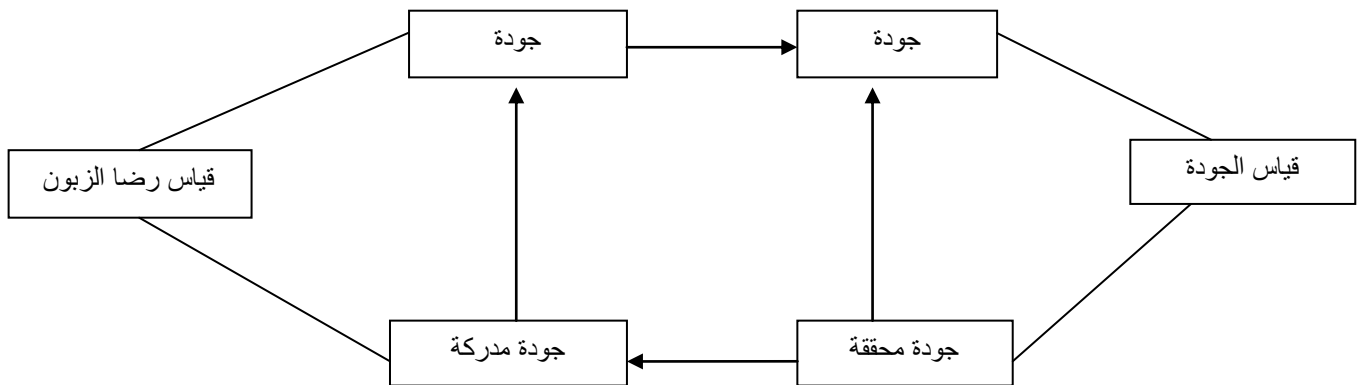 جودة
جودة
قياس الجودة
قياس رضا الزبون
جودة محققة
جودة مدركة